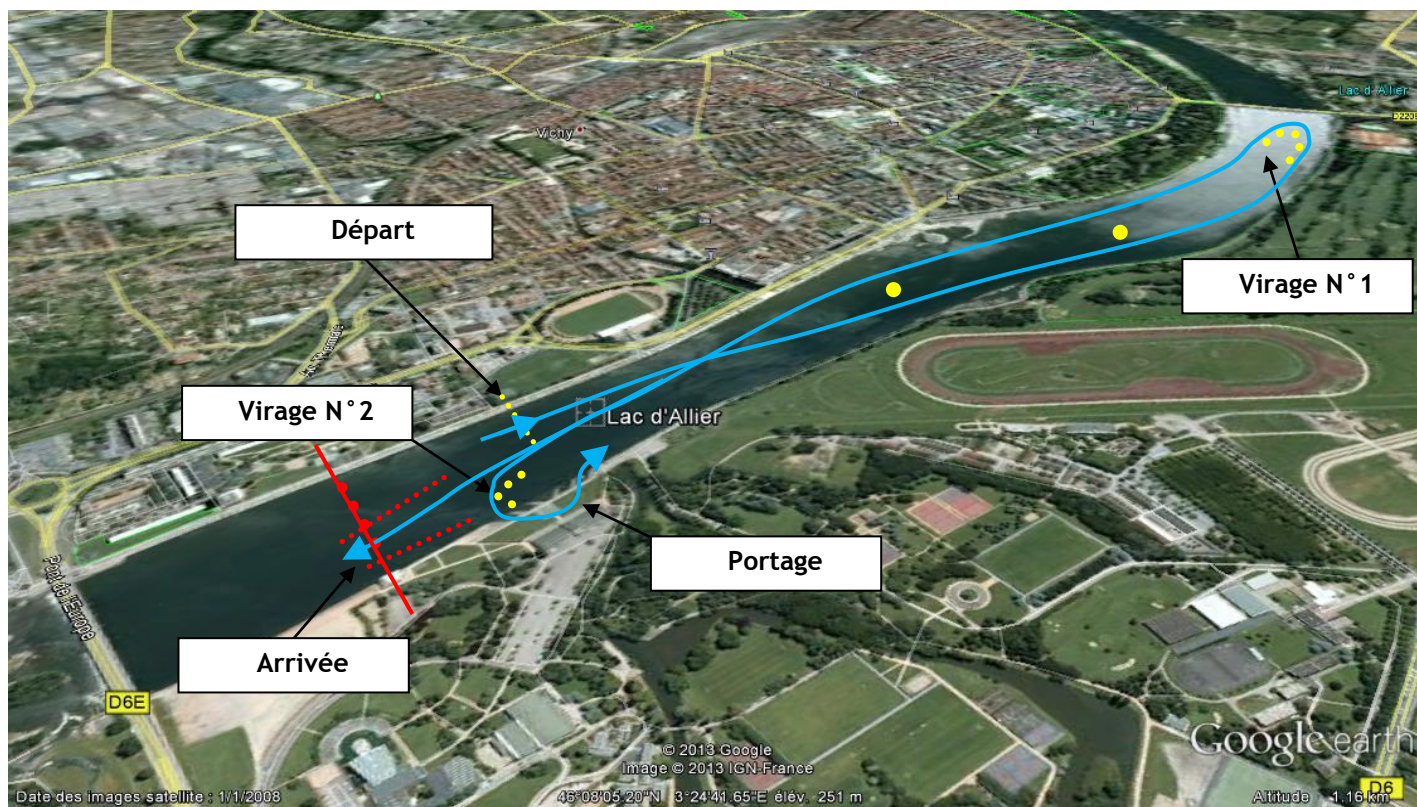 Lac d'Allier
D2209
Vichy
Départ
Virage N°1
Virage N°2
Lac d'Allier
Portage
Pont de l'Europe
Arrivée
D6E
© 2013 Google
Image © 2013 IGN-France
Google earth
D6
Date des images satellite : 1/1/2008
46°08'05.20"N 3°24'41.65"E élév. 251 m
Altitude 1.16 km